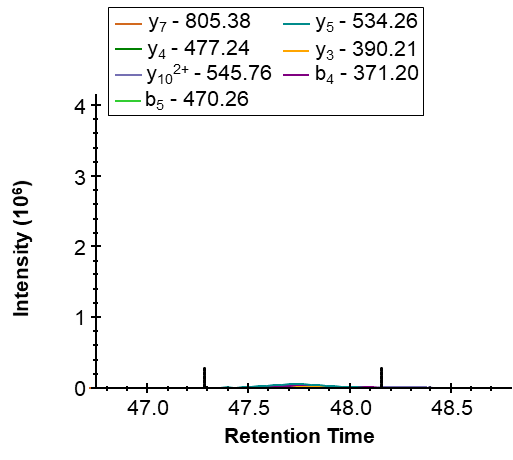 y7 - 805.38 y5 - 534.26
y4 - 477.24 y3 - 390.21
y10 2+ - 545.76 b4 - 371.20
b5 - 470.26
4
3
2
1
0
Intensity (10⁶)
47.0 47.5 48.0 48.5
Retention Time